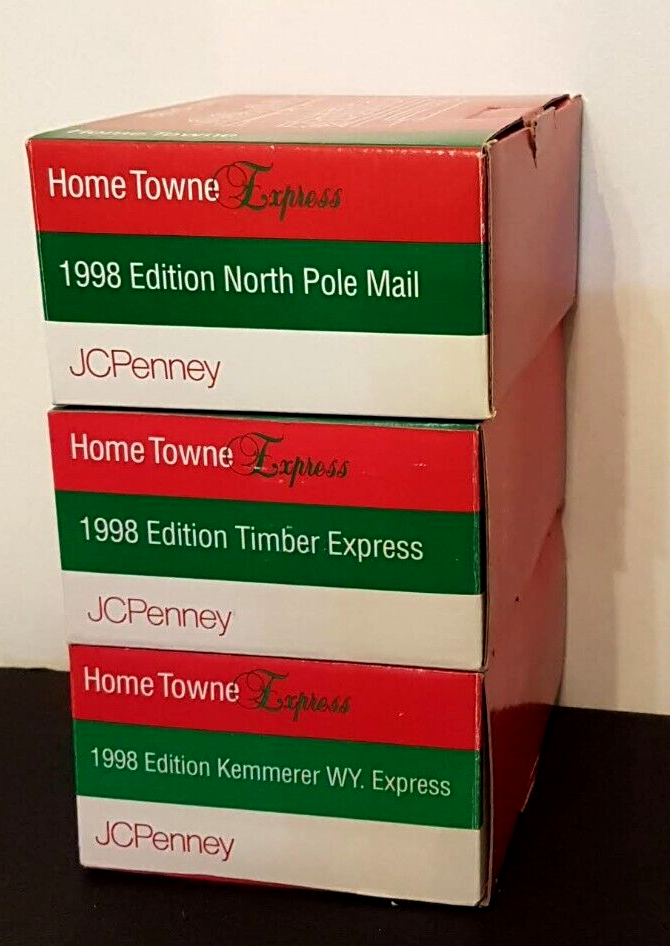 Home Towne
Home Towne Express
1998 Edition North Pole Mail
JCPenney
Home Towne Express
1998 Edition Timber Express
JCPenney
Home Towne Express
1998 Edition Kemmerer WY. Express
JCPenney